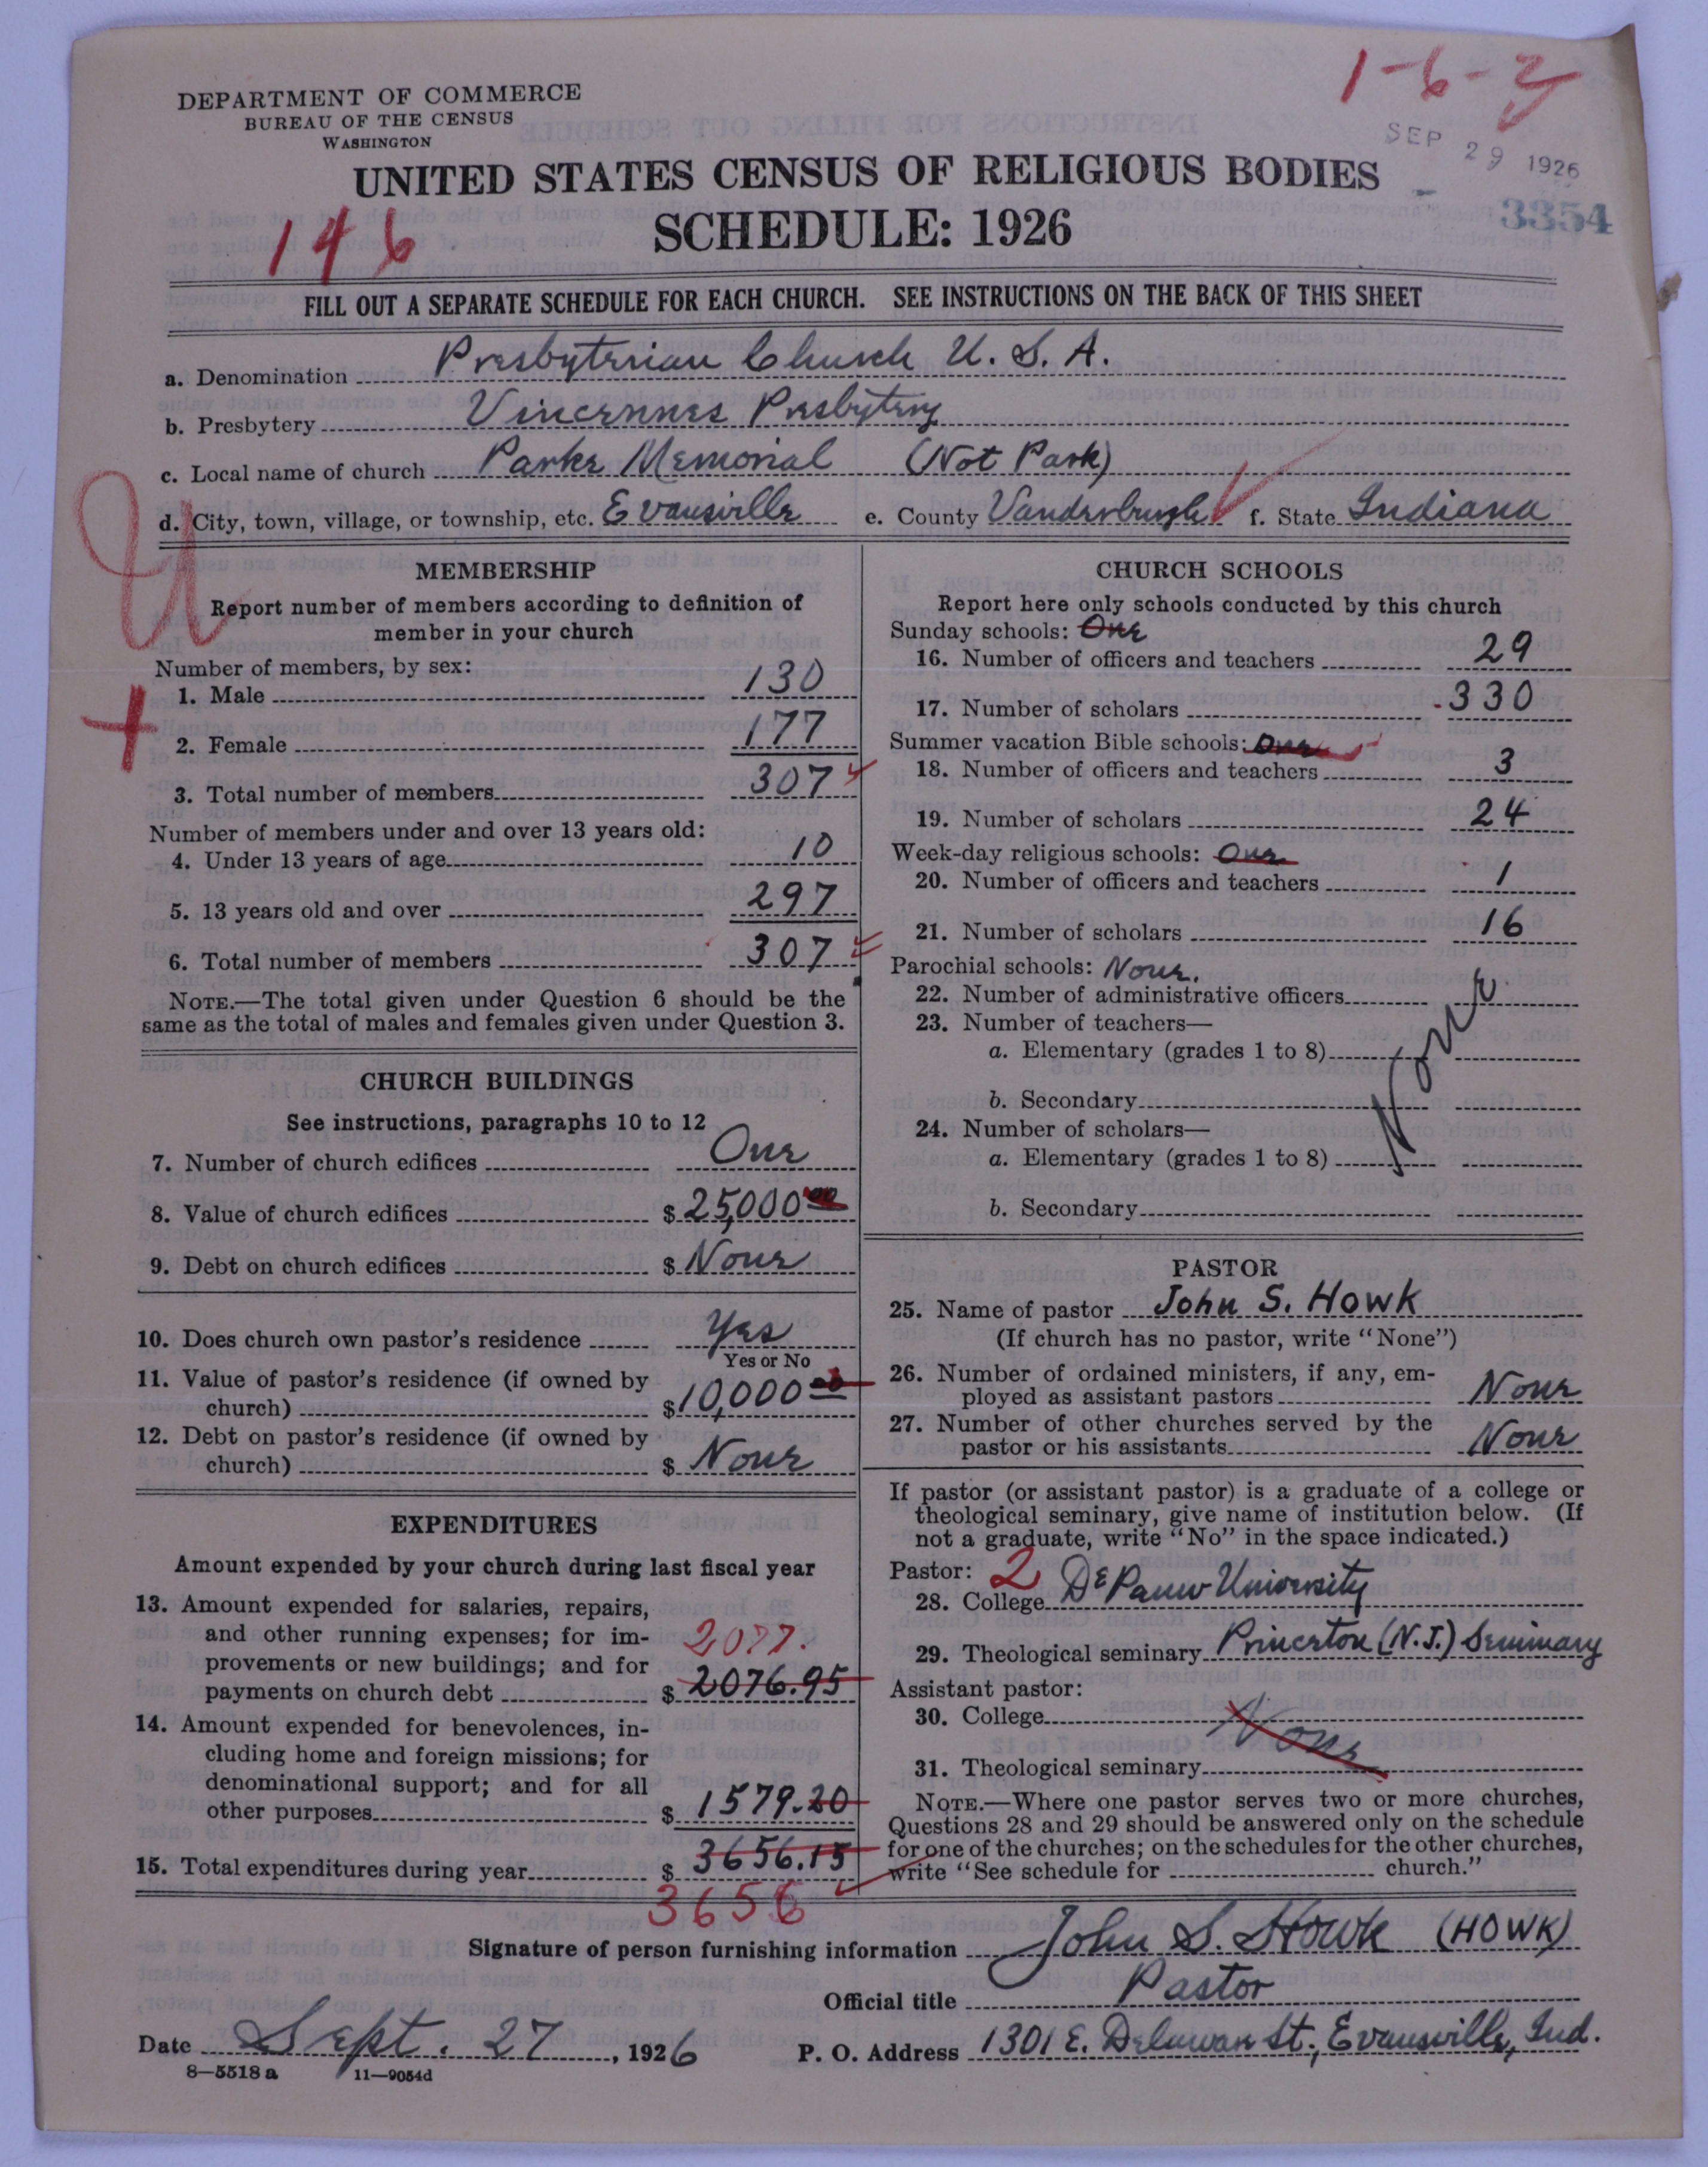 1-6-2
DEPARTMENT OF COMMERCE
BUREAU OF THE CENSUS
WASHINGTON
SEP 29 1926
UNITED STATES CENSUS OF RELIGIOUS BODIES
3354
146
SCHEDULE: 1926
FILL OUT A SEPARATE SCHEDULE FOR EACH CHURCH. SEE INSTRUCTIONS ON THE BACK OF THIS SHEET
a. Denomination Presbyterian Church U. S. A.
b. Presbytery Vincennes Presbytery
c. Local name of church Parke Memorial (Not Park)
d. City, town, village, or township, etc. Evansville e. County Vanderburgh f. State Indiana
U
MEMBERSHIP
Report number of members according to definition of
member in your church
Number of members, by sex:
1. Male 130
2. Female 177
3. Total number of members 307
Number of members under and over 13 years old:
4. Under 13 years of age 10
5. 13 years old and over 297
6. Total number of members 307
NOTE.—The total given under Question 6 should be the
same as the total of males and females given under Question 3.
CHURCH BUILDINGS
See instructions, paragraphs 10 to 12
7. Number of church edifices One
8. Value of church edifices $ 25,000 00
9. Debt on church edifices $ None
10. Does church own pastor's residence Yes
Yes or No
11. Value of pastor's residence (if owned by
church) $ 10,000 00
12. Debt on pastor's residence (if owned by
church) $ None
EXPENDITURES
Amount expended by your church during last fiscal year
13. Amount expended for salaries, repairs,
and other running expenses; for im-
provements or new buildings; and for 2077.
payments on church debt $ 2076.95
14. Amount expended for benevolences, in-
cluding home and foreign missions; for
denominational support; and for all
other purposes $ 1579.20
15. Total expenditures during year $ 3656.15
3656
CHURCH SCHOOLS
Report here only schools conducted by this church
Sunday schools: One
16. Number of officers and teachers 29
17. Number of scholars 330
Summer vacation Bible schools: One
18. Number of officers and teachers 3
19. Number of scholars 24
Week-day religious schools: One
20. Number of officers and teachers 1
21. Number of scholars 16
Parochial schools: None.
22. Number of administrative officers
23. Number of teachers—
a. Elementary (grades 1 to 8)
None
b. Secondary
24. Number of scholars—
a. Elementary (grades 1 to 8)
b. Secondary
PASTOR
25. Name of pastor John S. Howk
(If church has no pastor, write "None")
26. Number of ordained ministers, if any, em-
ployed as assistant pastors None
27. Number of other churches served by the
pastor or his assistants None
If pastor (or assistant pastor) is a graduate of a college or
theological seminary, give name of institution below. (If
not a graduate, write "No" in the space indicated.)
Pastor: 2
28. College DePauw University
29. Theological seminary Princeton (N.J.) Seminary
Assistant pastor:
30. College
None
31. Theological seminary
NOTE.—Where one pastor serves two or more churches,
Questions 28 and 29 should be answered only on the schedule
for one of the churches; on the schedules for the other churches,
write "See schedule for church."
Signature of person furnishing information John S. Howk (HOWK)
Official title Pastor
Date Sept. 27, 1926 P. O. Address 1301 E. Delaware St., Evansville, Ind.
8—5518 a 11—9054d